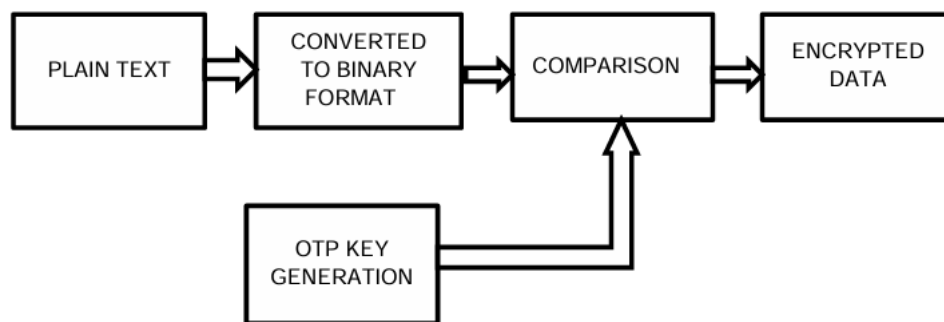 PLAIN TEXT
CONVERTED
TO BINARY
FORMAT
COMPARISON
ENCRYPTED
DATA
OTP KEY
GENERATION